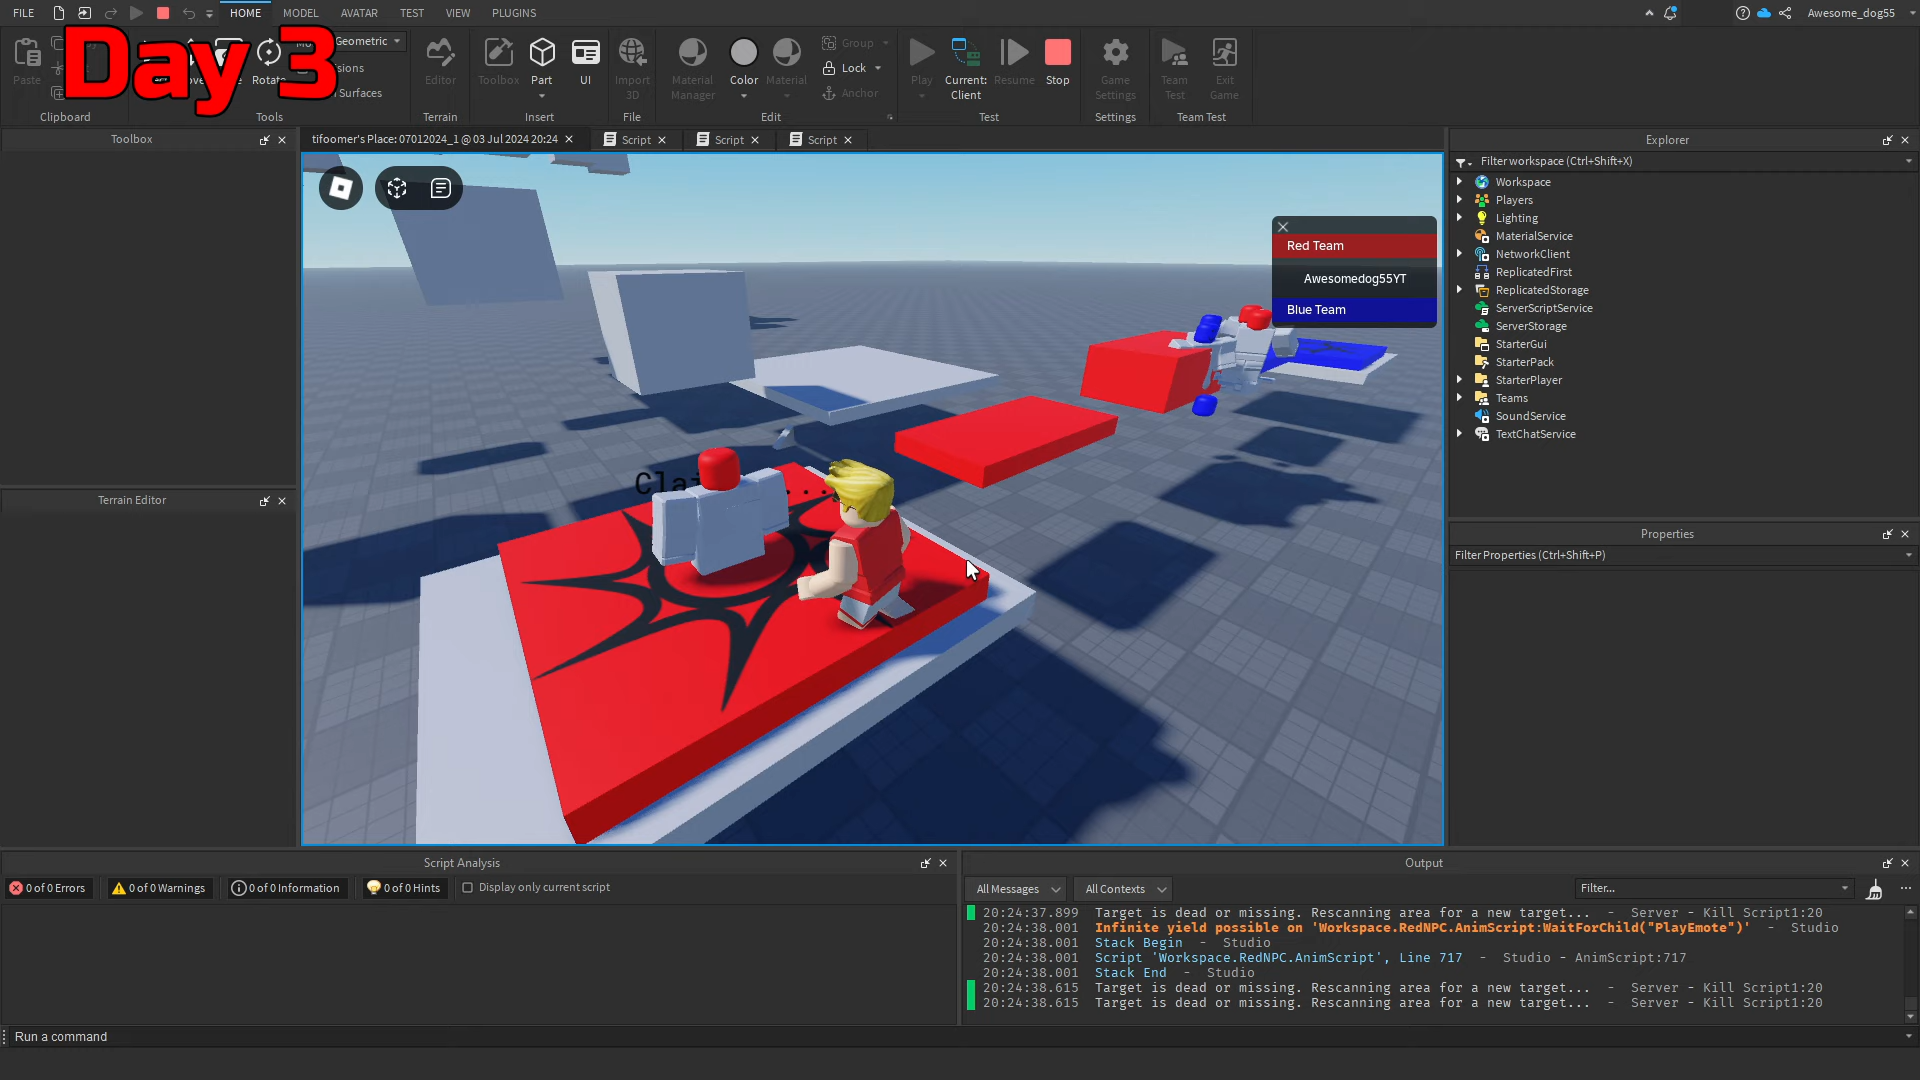 FILE HOME MODEL AVATAR TEST VIEW PLUGINS Awesome_dog55
Day 3
Paste Rotate Geometric Editor Toolbox Part UI Import 3D Material Manager Color Material Group Lock Anchor Play Current: Client Resume Stop Game Settings Team Test Exit Game
Surfaces
Clipboard Tools Terrain Insert File Edit Test Settings Team Test
Toolbox
tifoomer's Place: 07012024_1 @ 03 Jul 2024 20:24
Script
Script
Script
Explorer
Filter workspace (Ctrl+Shift+X)
Workspace
Players
Lighting
MaterialService
NetworkClient
ReplicatedFirst
ReplicatedStorage
ServerScriptService
ServerStorage
StarterGui
StarterPack
StarterPlayer
Teams
SoundService
TextChatService
Red Team
Awesomedog55YT
Blue Team
Terrain Editor
Properties
Filter Properties (Ctrl+Shift+P)
Script Analysis
0 of 0 Errors 0 of 0 Warnings 0 of 0 Information 0 of 0 Hints Display only current script
Output
All Messages All Contexts Filter...
20:24:37.899 Target is dead or missing. Rescanning area for a new target... - Server - Kill Script1:20
20:24:38.001 Infinite yield possible on 'Workspace.RedNPC.AnimScript:WaitForChild("PlayEmote")' - Studio
20:24:38.001 Stack Begin - Studio
20:24:38.001 Script 'Workspace.RedNPC.AnimScript', Line 717 - Studio - AnimScript:717
20:24:38.001 Stack End - Studio
20:24:38.615 Target is dead or missing. Rescanning area for a new target... - Server - Kill Script1:20
20:24:38.615 Target is dead or missing. Rescanning area for a new target... - Server - Kill Script1:20
Run a command